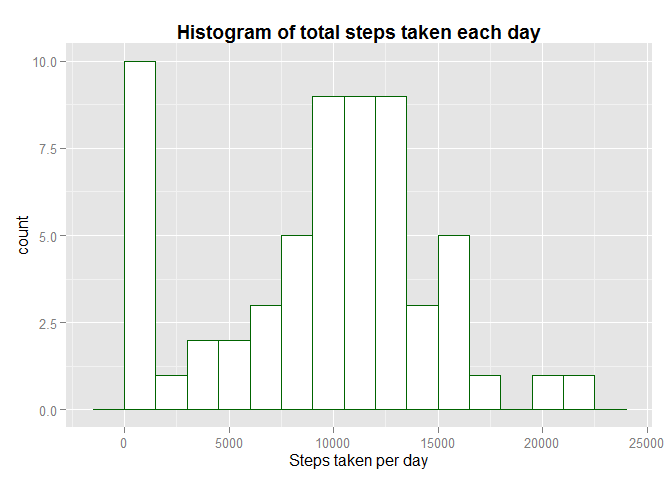 Histogram of total steps taken each day
10.0
7.5
5.0
2.5
0.0
count
0 5000 10000 15000 20000 25000
Steps taken per day